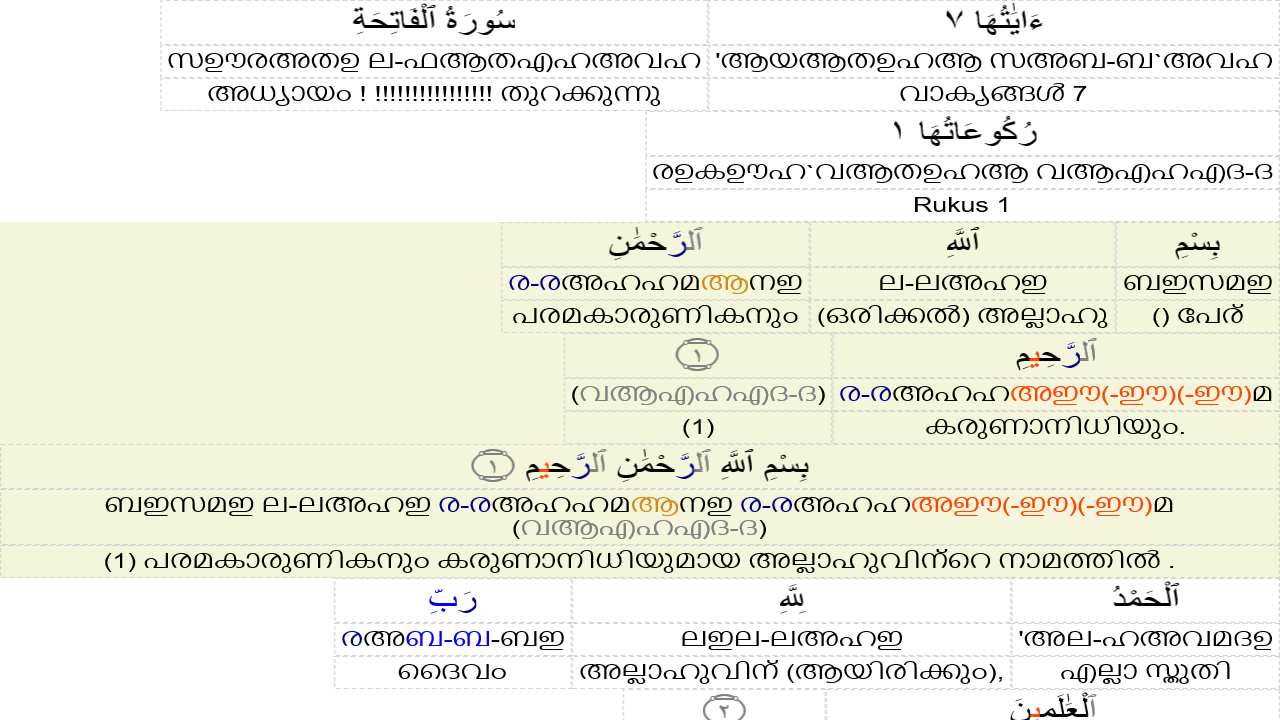 ءَايَٰتُهَا ٧ سُورَةُ ٱلْفَاتِحَةِ
'ആയആതഉഹആ സഅബ-ബ`അവഹ സഉഊരഅതഉ ല-ഫആതഎഹഅവഹ
വാക്യങ്ങൾ 7 അധ്യായം ! !!!!!!!!!!!!!!!! തുറക്കുന്നു
رُكُوعَاتُهَا ١
രഉകഉഊഹ`വആതഉഹആ വആഎഹഎദ-ദ
Rukus 1
بِسْمِ ٱللَّهِ ٱلرَّحْمَٰنِ
ബഇസമഇ ല-ലഅഹഇ ര-രഅഹഹമആനഇ
() പേര് (ഒരിക്കൽ) അല്ലാഹു പരമകാരുണികനും
ٱلرَّحِيمِ ١
ര-രഅഹഹഅഈ(-ഈ)(-ഈ)മ (വആഎഹഎദ-ദ)
കരുണാനിധിയും. (1)
بِسْمِ ٱللَّهِ ٱلرَّحْمَٰنِ ٱلرَّحِيمِ ١
ബഇസമഇ ല-ലഅഹഇ ര-രഅഹഹമആനഇ ര-രഅഹഹഅഈ(-ഈ)(-ഈ)മ
(വആഎഹഎദ-ദ)
(1) പരമകാരുണികനും കരുണാനിധിയുമായ അല്ലാഹുവിന്റെ നാമത്തിൽ .
ٱلْحَمْدُ لِلَّهِ رَبِّ
'അല-ഹഅവമദഉ ലഇല-ലഅഹഇ രഅബ-ബ-ബഇ
എല്ലാ സ്തുതി അല്ലാഹുവിന് (ആയിരിക്കും), ദൈവം
ٱلْعَٰلَمِينَ ٢